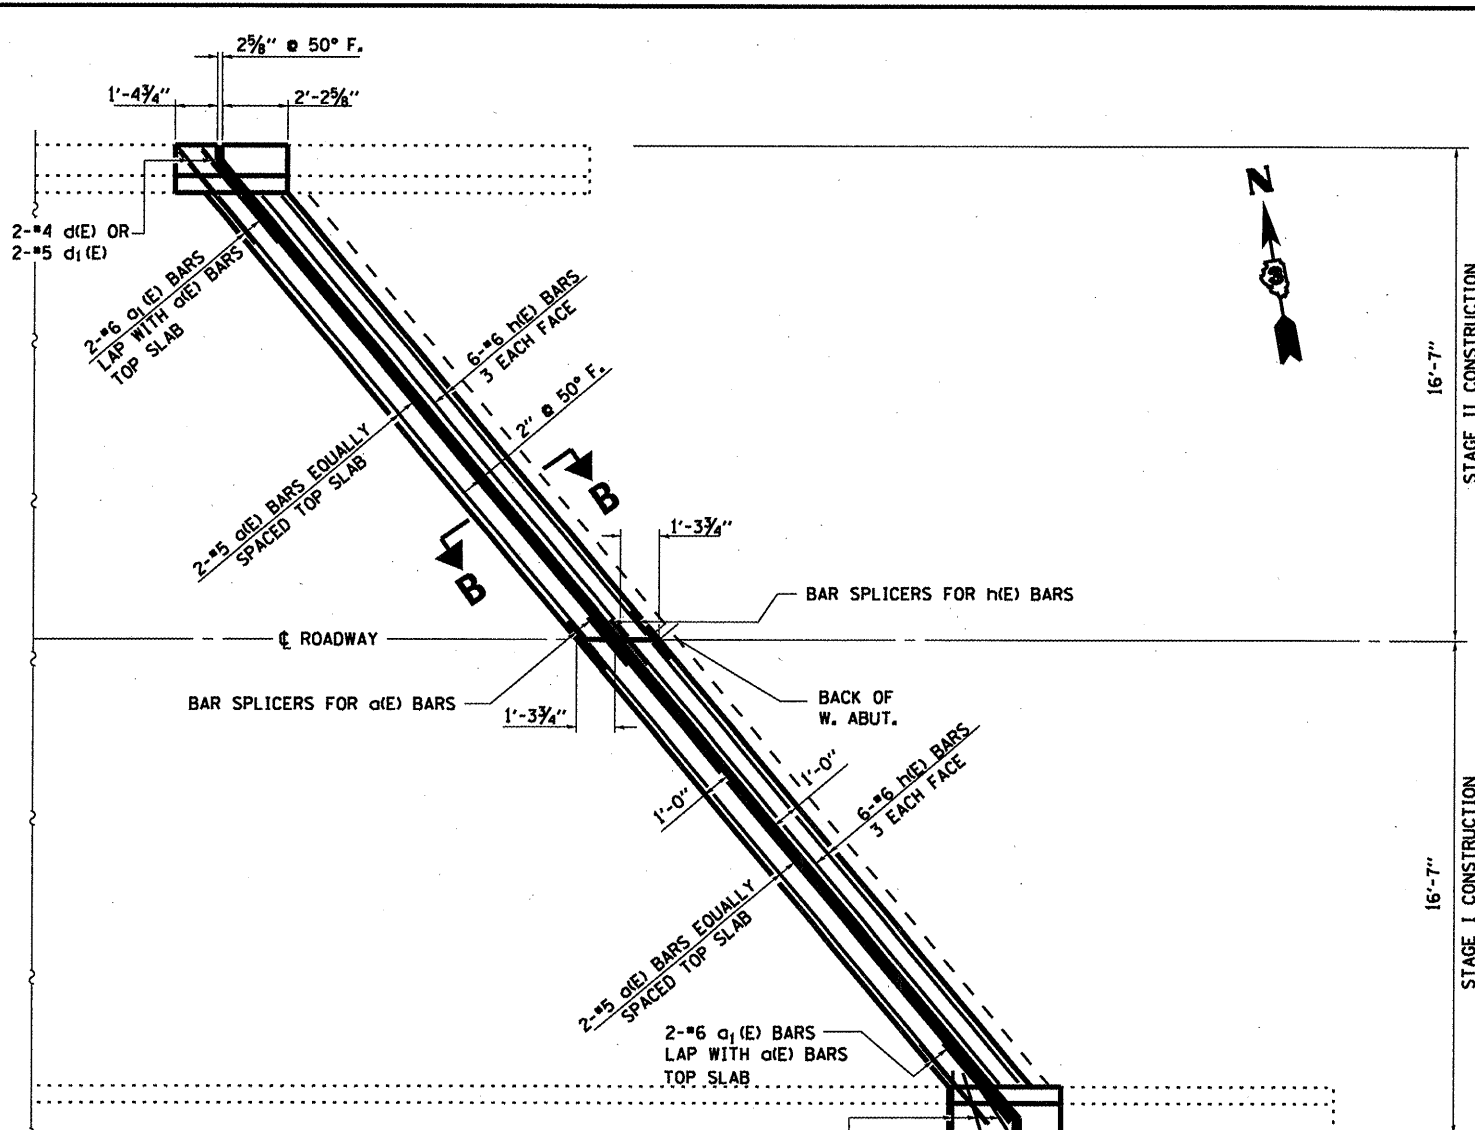 2⅝" @ 50° F.
1'-4¾"
2'-2⅝"
N
2-#4 d(E) OR
2-#5 d₁(E)
2-#6 a₁(E) BARS
LAP WITH a(E) BARS
TOP SLAB
6-#6 h(E) BARS
3 EACH FACE
2" @ 50° F.
16'-7"
STAGE II CONSTRUCTION
2-#5 a(E) BARS EQUALLY
SPACED TOP SLAB
B
B
1'-3¾"
BAR SPLICERS FOR h(E) BARS
℄ ROADWAY
BAR SPLICERS FOR a(E) BARS
1'-3¾"
BACK OF
W. ABUT.
1'-0"
1'-0"
6-#6 h(E) BARS
3 EACH FACE
16'-7"
STAGE I CONSTRUCTION
2-#5 a(E) BARS EQUALLY
SPACED TOP SLAB
2-#6 a₁(E) BARS
LAP WITH a(E) BARS
TOP SLAB